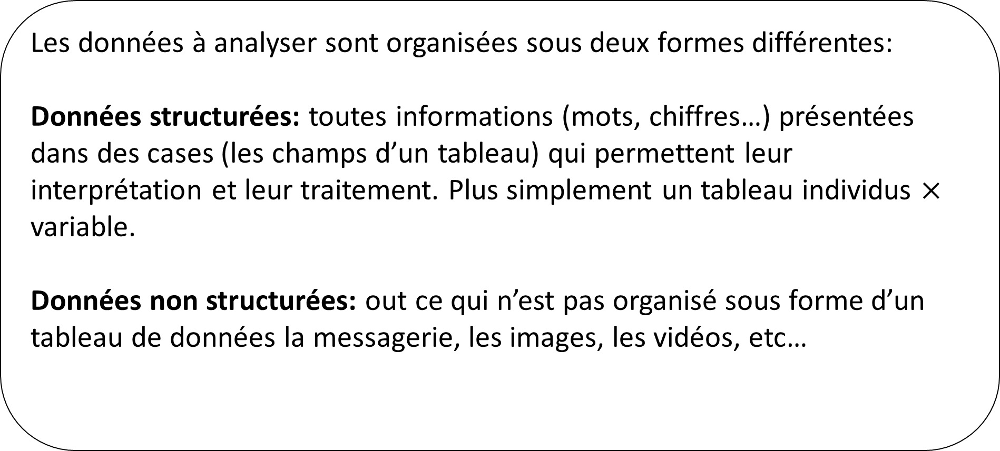 Les données à analyser sont organisées sous deux formes différentes:
Données structurées: toutes informations (mots, chiffres…) présentées
dans des cases (les champs d’un tableau) qui permettent leur
interprétation et leur traitement. Plus simplement un tableau individus ×
variable.
Données non structurées: out ce qui n’est pas organisé sous forme d’un
tableau de données la messagerie, les images, les vidéos, etc…